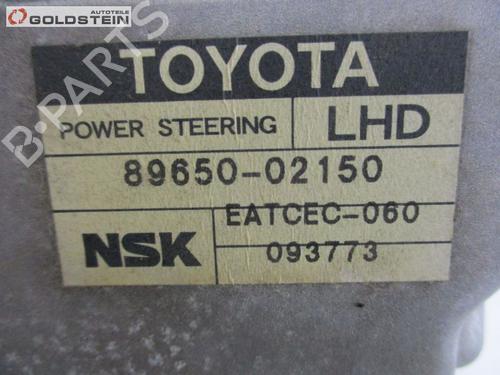 AUTOTEILE
GOLDSTEIN
B-PARTS
TOYOTA
POWER STEERING LHD
89650-02150
NSK EATCEC-060
093773